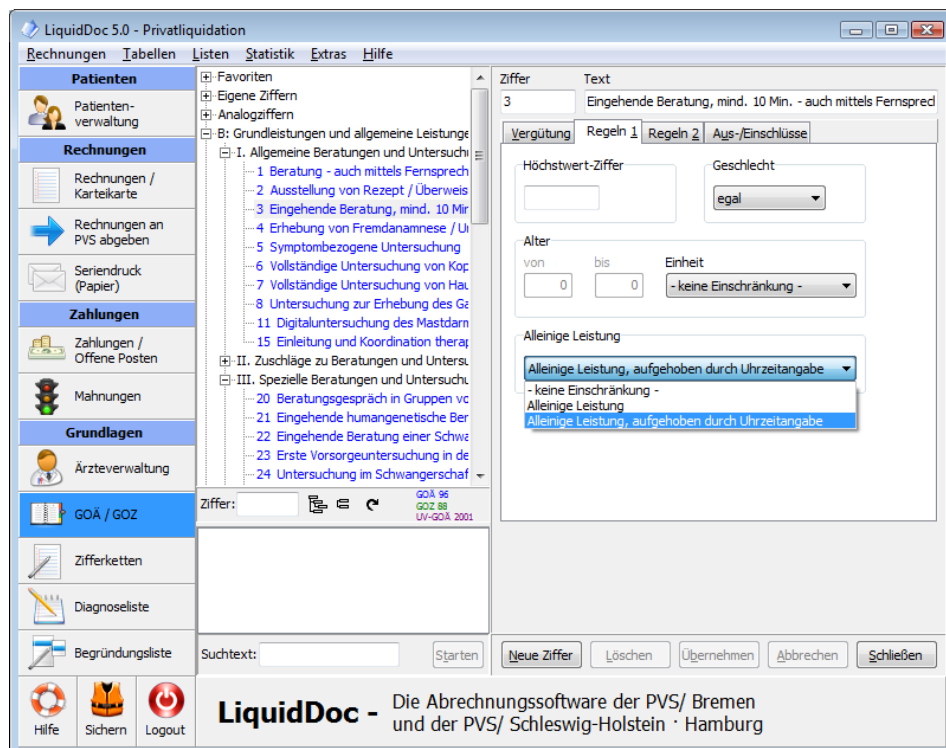 LiquidDoc 5.0 - Privatliquidation
Rechnungen Tabellen Listen Statistik Extras Hilfe
Patienten
Patienten-
verwaltung
Rechnungen
Rechnungen /
Karteikarte
Rechnungen an
PVS abgeben
Seriendruck
(Papier)
Zahlungen
Zahlungen /
Offene Posten
Mahnungen
Grundlagen
Ärzteverwaltung
GOÄ / GOZ
Zifferketten
Diagnoseliste
Begründungsliste
Hilfe Sichern Logout
Favoriten
Eigene Ziffern
Analogziffern
B: Grundleistungen und allgemeine Leistunge
I. Allgemeine Beratungen und Untersuch
1 Beratung - auch mittels Fernsprech
2 Ausstellung von Rezept / Überweis
3 Eingehende Beratung, mind. 10 Mir
4 Erhebung von Fremdanamnese / U
5 Symptombezogene Untersuchung
6 Vollständige Untersuchung von Kop
7 Vollständige Untersuchung von Hau
8 Untersuchung zur Erhebung des Ga
11 Digitaluntersuchung des Mastdarm
15 Einleitung und Koordination therap
II. Zuschläge zu Beratungen und Untersu
III. Spezielle Beratungen und Untersuchu
20 Beratungsgespräch in Gruppen vo
21 Eingehende humangenetische Ber
22 Eingehende Beratung einer Schwa
23 Erste Vorsorgeuntersuchung in de
24 Untersuchung im Schwangerschaf
Ziffer:
GOÄ 96
GOZ 88
UV-GOÄ 2001
Suchtext: Starten
Ziffer Text
3 Eingehende Beratung, mind. 10 Min. - auch mittels Fernsprecl
Vergütung Regeln 1 Regeln 2 Aus-/Einschlüsse
Höchstwert-Ziffer Geschlecht
egal
Alter
von bis Einheit
0 0 - keine Einschränkung -
Alleinige Leistung
Alleinige Leistung, aufgehoben durch Uhrzeitangabe
- keine Einschränkung -
Alleinige Leistung
Alleinige Leistung, aufgehoben durch Uhrzeitangabe
Neue Ziffer Löschen Übernehmen Abbrechen Schließen
LiquidDoc - Die Abrechnungssoftware der PVS/ Bremen
und der PVS/ Schleswig-Holstein · Hamburg